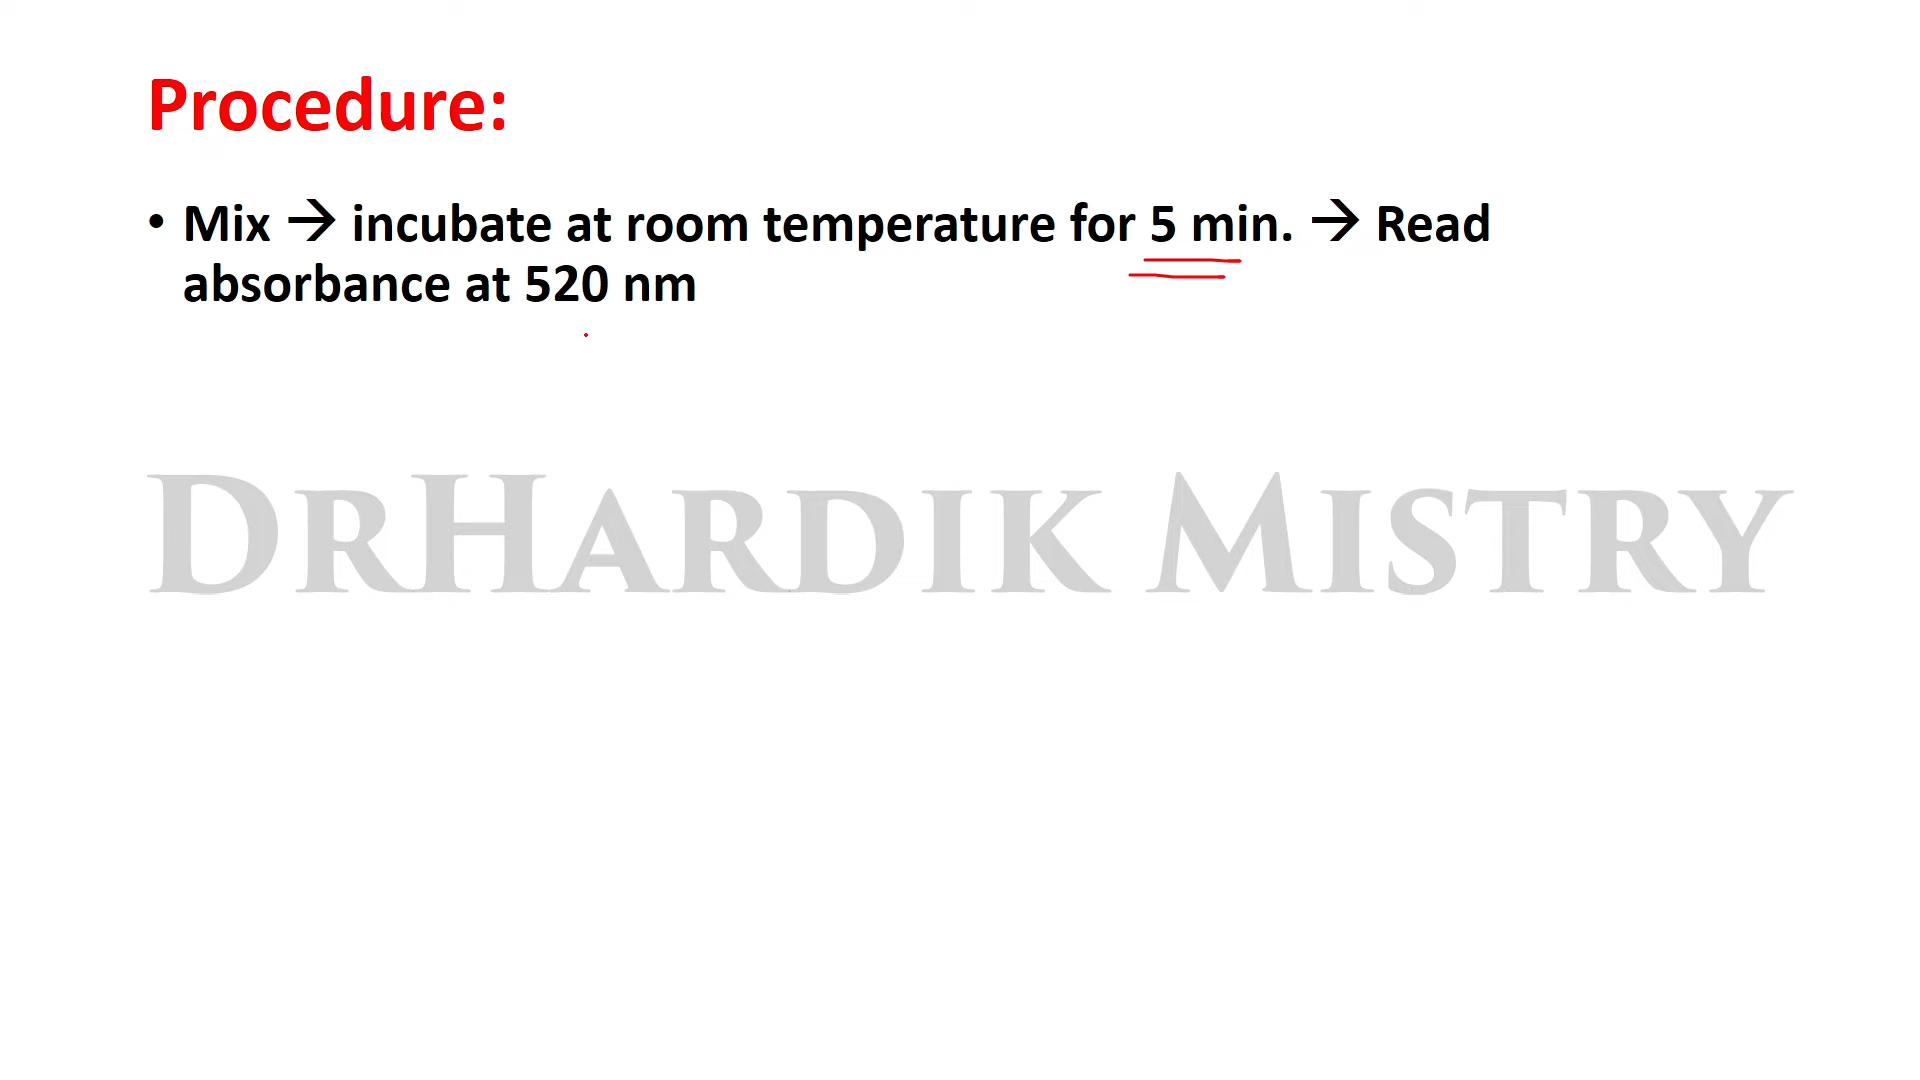 Procedure:
• Mix → incubate at room temperature for 5 min. → Read
absorbance at 520 nm
DRHARDIK MISTRY